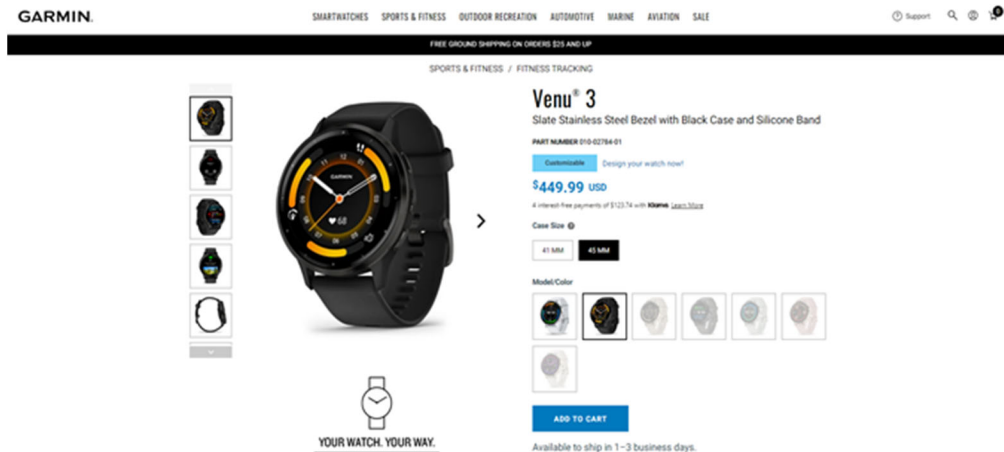 GARMIN.
SMARTWATCHES SPORTS & FITNESS OUTDOOR RECREATION AUTOMOTIVE MARINE AVIATION SALE
Support
0
FREE GROUND SHIPPING ON ORDERS $25 AND UP
SPORTS & FITNESS / FITNESS TRACKING
Venu® 3
Slate Stainless Steel Bezel with Black Case and Silicone Band
PART NUMBER 010-02784-01
Customizable Design your watch now!
$449.99 USD
4 interest-free payments of $123.74 with Klarna. Learn More
Case Size
41 MM 45 MM
Model/Color
GARMIN
68
ADD TO CART
Available to ship in 1–3 business days.
YOUR WATCH. YOUR WAY.